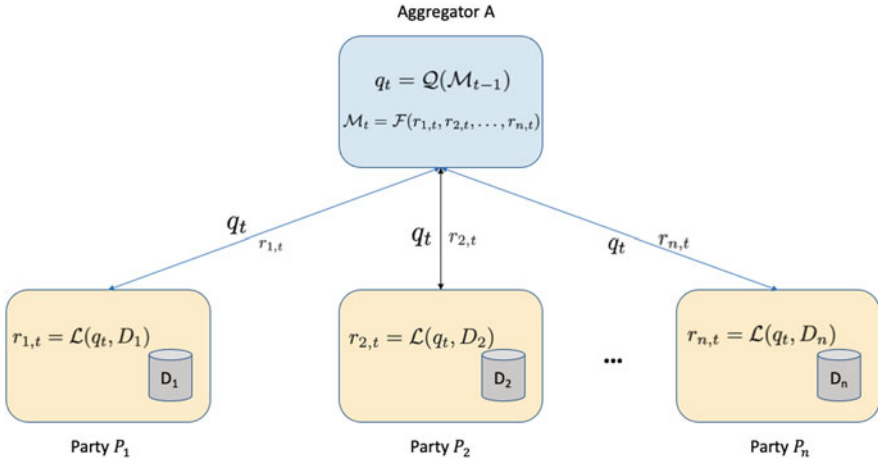 Aggregator A
q_t = Q(M_{t-1})
M_t = F(r_{1,t}, r_{2,t}, ..., r_{n,t})
q_t r_{1,t}
q_t r_{2,t}
q_t r_{n,t}
r_{1,t} = L(q_t, D_1)
D_1
r_{2,t} = L(q_t, D_2)
D_2
...
r_{n,t} = L(q_t, D_n)
D_n
Party P_1
Party P_2
Party P_n